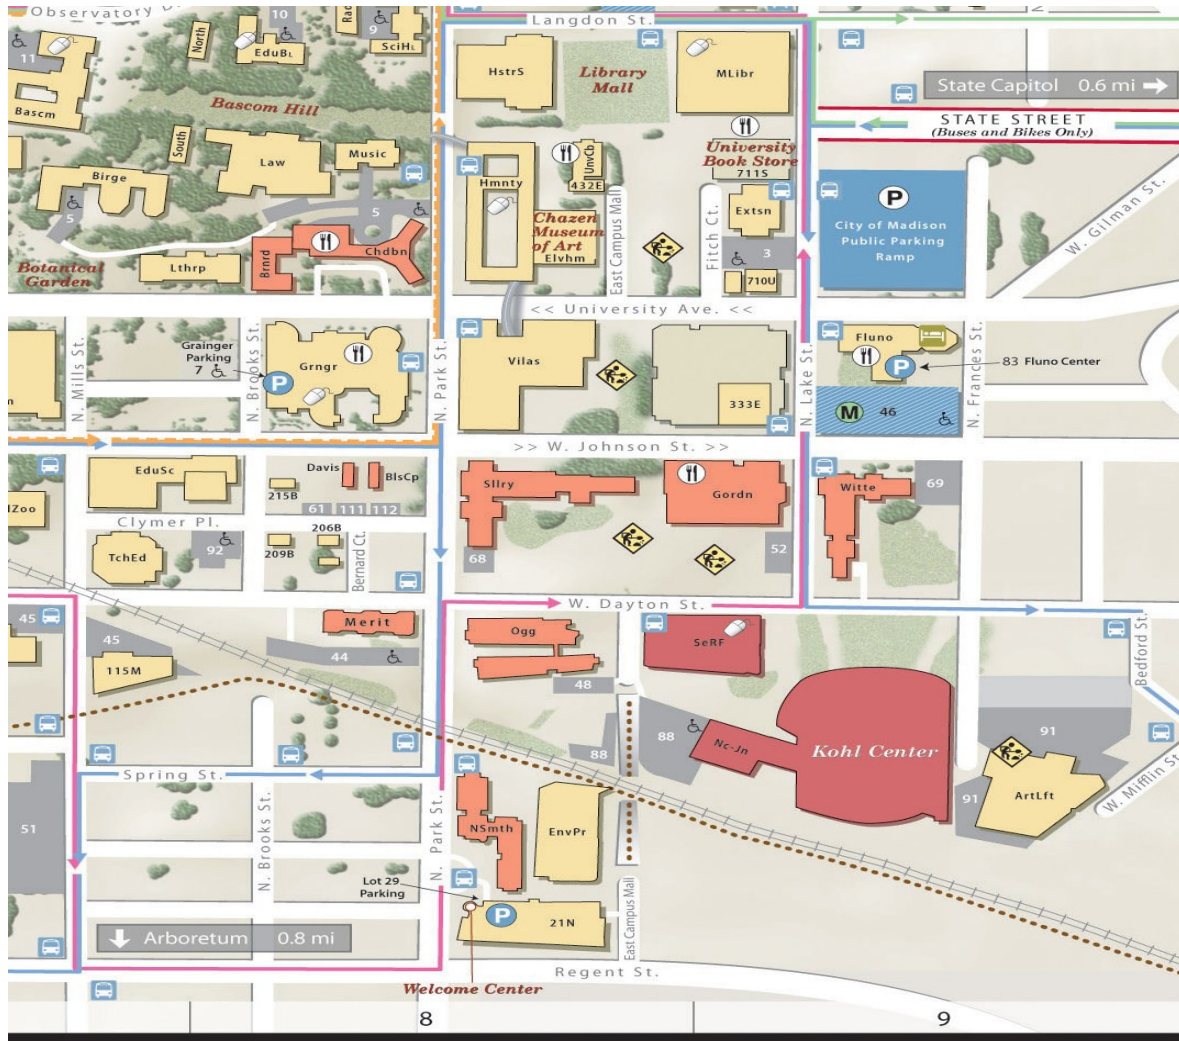 Observatory D
10
9
Rad
Langdon St.
11
North
EduBL
SciHL
HstrS
Library
Mall
MLibr
State Capitol 0.6 mi
Bascm
Bascom Hill
STATE STREET
(Buses and Bikes Only)
South
Law
Music
Birge
UnvCb
University
Book Store
711S
Hmnty
432E
P
City of Madison
Public Parking
Ramp
W. Gilman St.
5
5
Chazen
Museum
of Art
Elvhm
East Campus Mall
Fitch Ct.
Extsn
3
Botanical
Garden
Lthrp
Brnrd
Chdbn
710U
<< University Ave. <<
N. Mills St.
Grainger
Parking
7
N. Brooks St.
P
Grngr
N. Park St.
Vilas
333E
N. Lake St.
Fluno
P
83 Fluno Center
M
46
N. Frances St.
>> W. Johnson St. >>
EduSc
Davis
BlsCp
215B
61
111
112
Sllry
Gordn
Witte
69
lZoo
Clymer Pl.
TchEd
92
209B
206B
Bernard Ct.
68
52
W. Dayton St.
45
45
115M
Merit
44
Ogg
48
SeRF
Bedford St.
88
88
Nc-Jn
Kohl Center
91
91
ArtLft
W. Mifflin St.
Spring St.
51
N. Brooks St.
N. Park St.
NSmth
EnvPr
Lot 29
Parking
P
21N
East Campus Mall
Arboretum 0.8 mi
Regent St.
Welcome Center
8
9